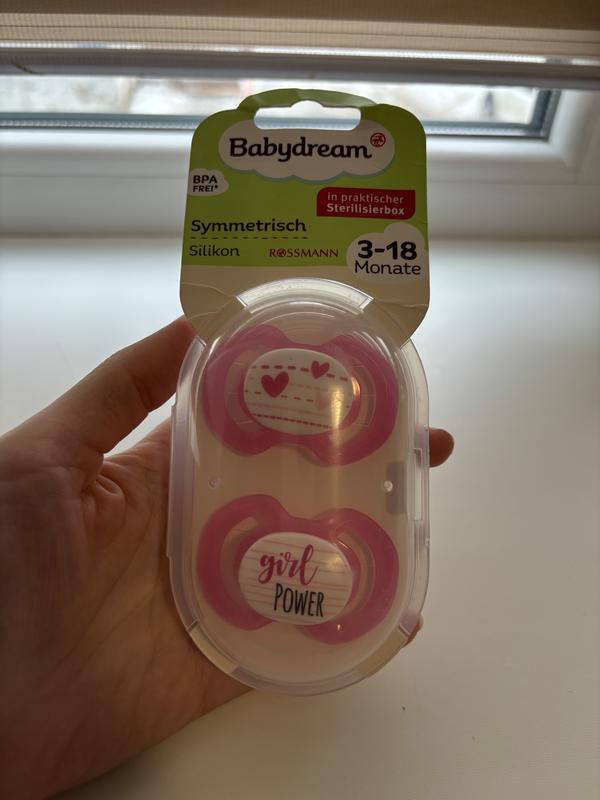 Babydream
BPA
FREI*
in praktischer
Sterilisierbox
Symmetrisch
Silikon
ROSSMANN
3-18
Monate
girl
POWER